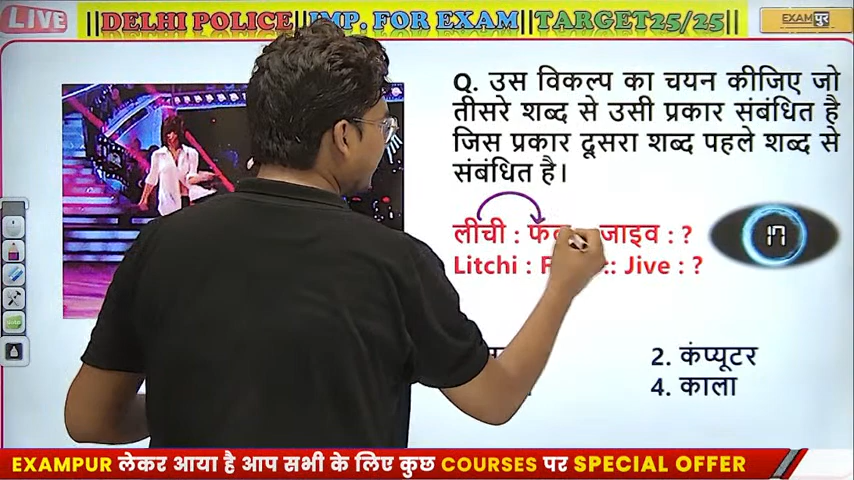 LIVE
||DELHI POLICE||IMP. FOR EXAM||TARGET25/25||
EXAMपुर
Q. उस विकल्प का चयन कीजिए जो
तीसरे शब्द से उसी प्रकार संबंधित है
जिस प्रकार दूसरा शब्द पहले शब्द से
संबंधित है।
लीची : जाइव : ?
Litchi : :: Jive : ?
17
2. कंप्यूटर
4. काला
EXAMPUR लेकर आया है आप सभी के लिए कुछ COURSES पर SPECIAL OFFER